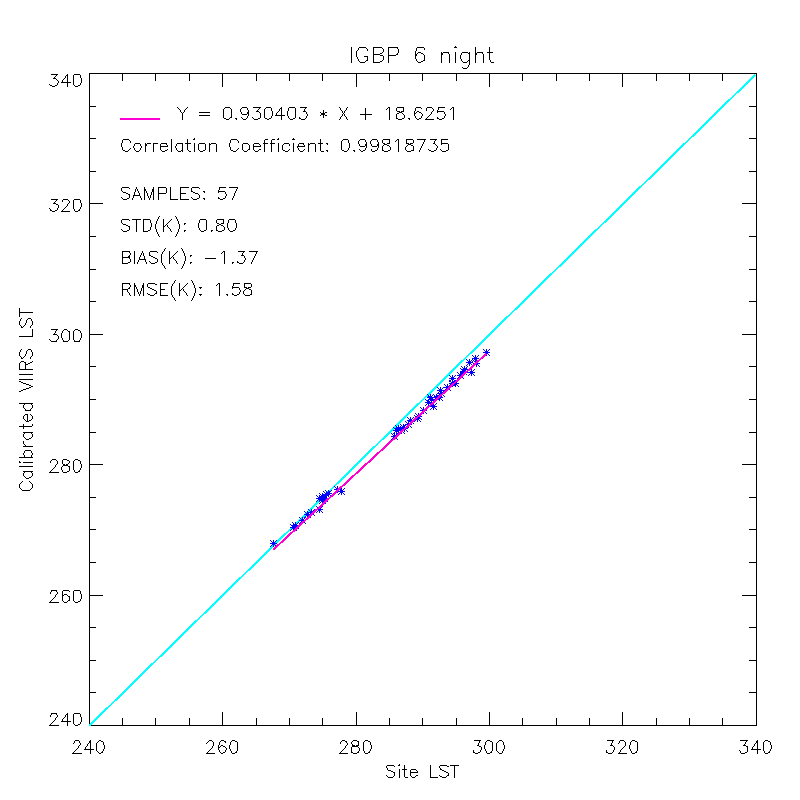 IGBP 6 night
Y = 0.930403 * X + 18.6251
Correlation Coefficient: 0.99818735
SAMPLES: 57
STD(K): 0.80
BIAS(K): −1.37
RMSE(K): 1.58
340
320
300
280
260
240
Calibrated VIIRS LST
240 260 280 300 320 340
Site LST